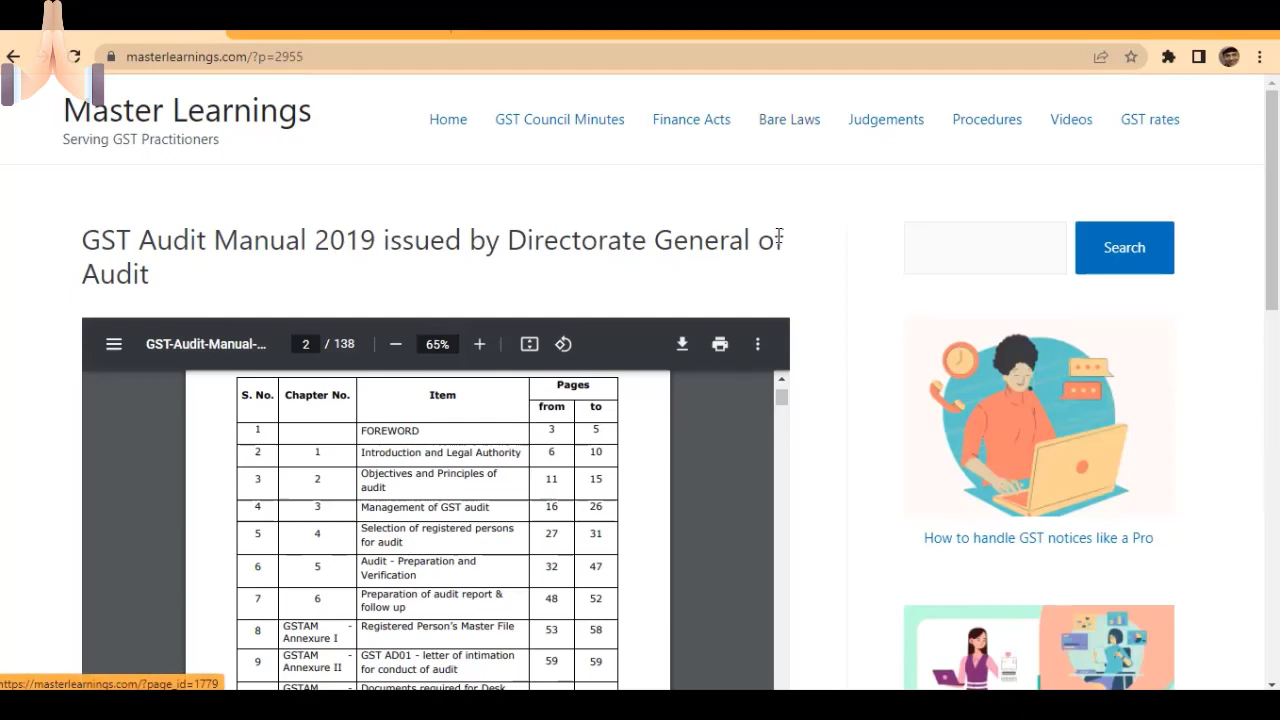 masterlearnings.com/?p=2955
Master Learnings
Serving GST Practitioners
Home GST Council Minutes Finance Acts Bare Laws Judgements Procedures Videos GST rates
GST Audit Manual 2019 issued by Directorate General of
Audit
Search
GST-Audit-Manual-... 2 / 138 65%
S. No. Chapter No. Item Pages
from to
1 FOREWORD 3 5
2 1 Introduction and Legal Authority 6 10
3 2 Objectives and Principles of
audit 11 15
4 3 Management of GST audit 16 26
5 4 Selection of registered persons
for audit 27 31
6 5 Audit - Preparation and
Verification 32 47
7 6 Preparation of audit report &
follow up 48 52
8 GSTAM -
Annexure I Registered Person's Master File 53 58
9 GSTAM -
Annexure II GST AD01 - letter of intimation
for conduct of audit 59 59
GSTAM - Documents required for Desk
How to handle GST notices like a Pro
https://masterlearnings.com/?page_id=1779